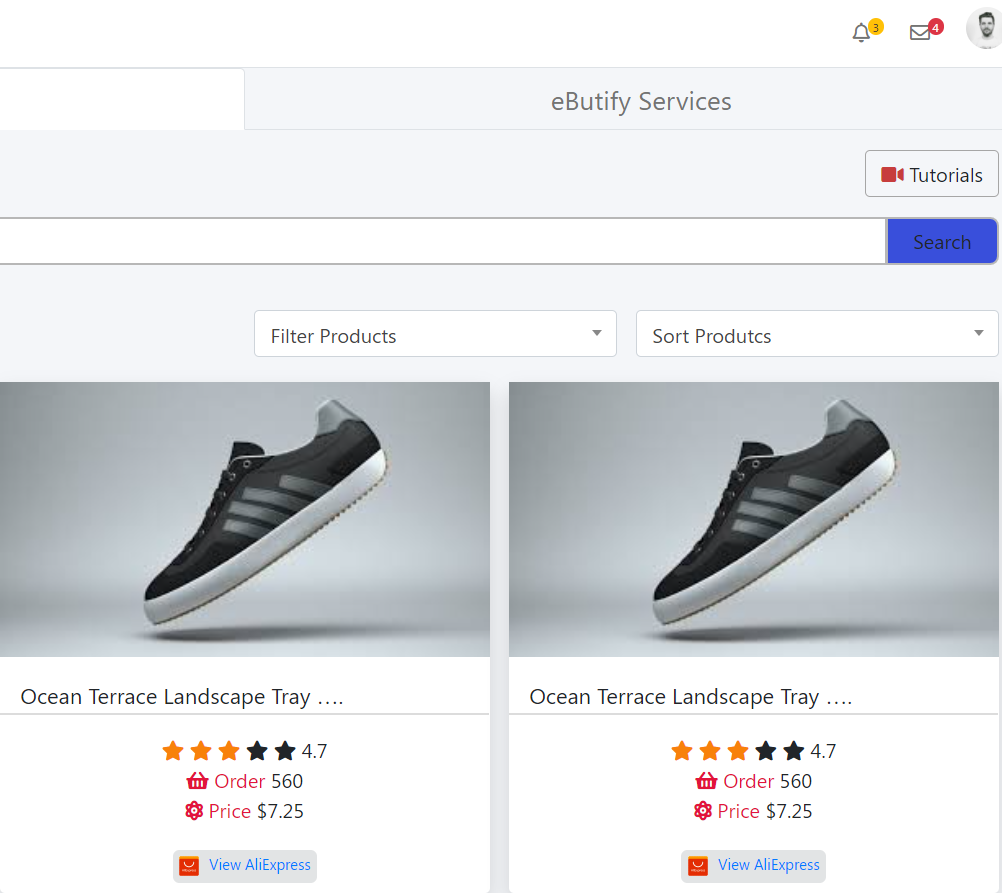 3
4
eButify Services
Tutorials
Search
Filter Products
Sort Produtcs
Ocean Terrace Landscape Tray ....
Ocean Terrace Landscape Tray ....
4.7
4.7
Order 560
Order 560
Price $7.25
Price $7.25
View AliExpress
View AliExpress